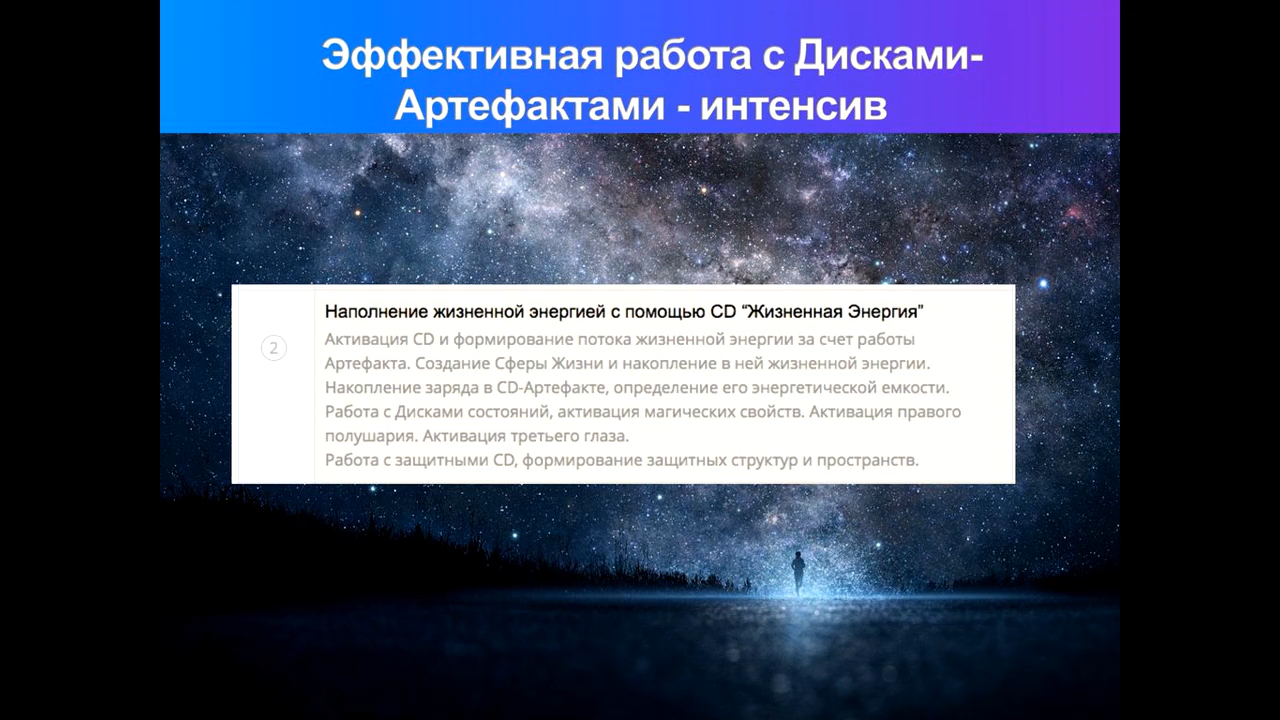 Эффективная работа с Дисками-
Артефактами - интенсив
Наполнение жизненной энергией с помощью CD “Жизненная Энергия”
2
Активация CD и формирование потока жизненной энергии за счет работы
Артефакта. Создание Сферы Жизни и накопление в ней жизненной энергии.
Накопление заряда в CD-Артефакте, определение его энергетической емкости.
Работа с Дисками состояний, активация магических свойств. Активация правого
полушария. Активация третьего глаза.
Работа с защитными CD, формирование защитных структур и пространств.